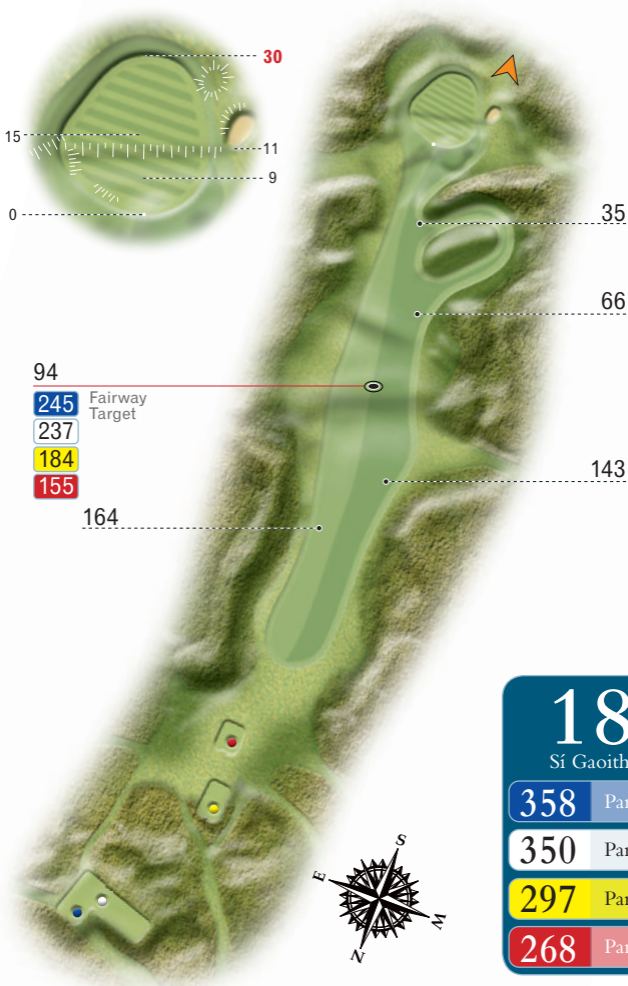 30
15
11
9
0
35
66
94
245 Fairway
Target
237
184
155
143
164
18
Sí Gaoith
358 Par
350 Par
297 Par
268 Par
S
E
W
N